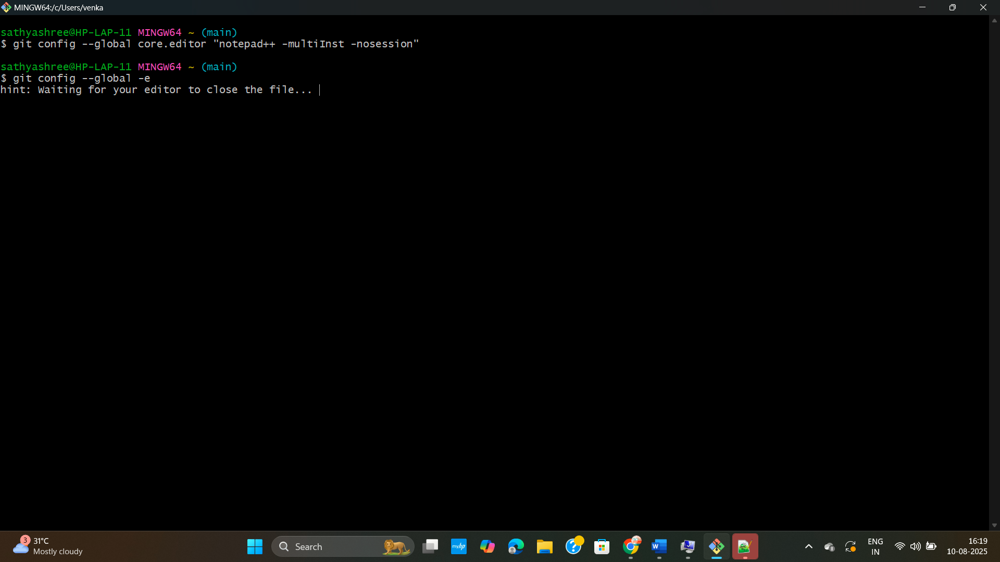 MINGW64:/c/Users/venka
sathyashree@HP-LAP-11 MINGW64 ~ (main)
$ git config --global core.editor "notepad++ -multiInst -nosession"
sathyashree@HP-LAP-11 MINGW64 ~ (main)
$ git config --global -e
hint: Waiting for your editor to close the file...
3
31°C
Mostly cloudy
Search
myhp
W
ENG
IN
16:19
10-08-2025